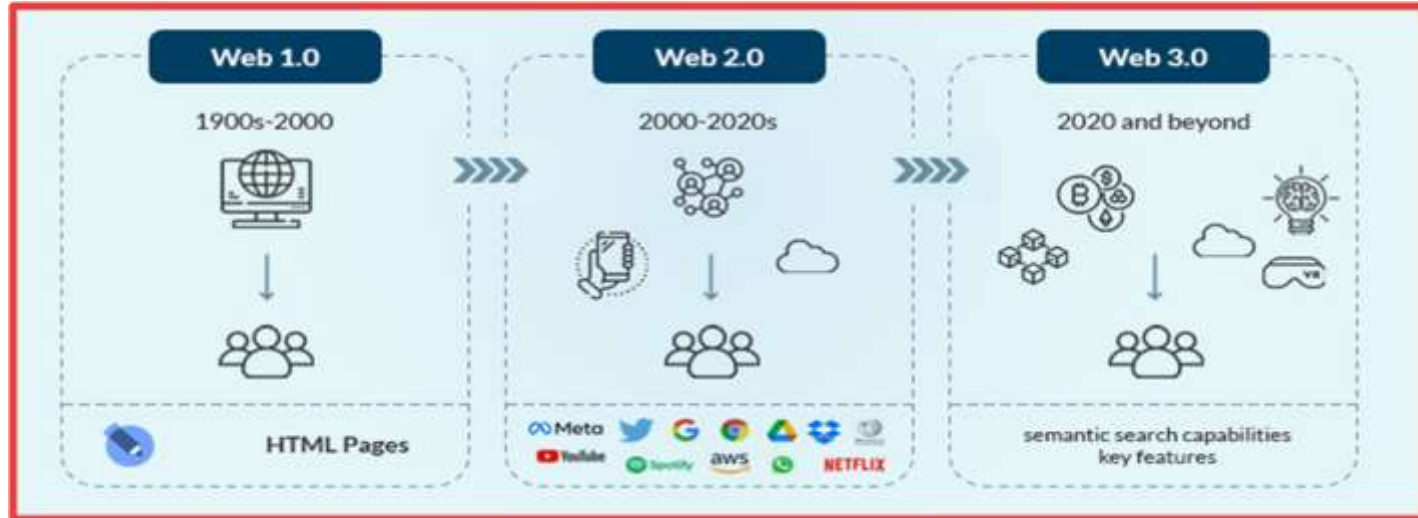 Web 1.0
1900s-2000
HTML Pages
Web 2.0
2000-2020s
Meta
YouTube
Spotify
aws
NETFLIX
Web 3.0
2020 and beyond
B
$
VR
semantic search capabilities
key features